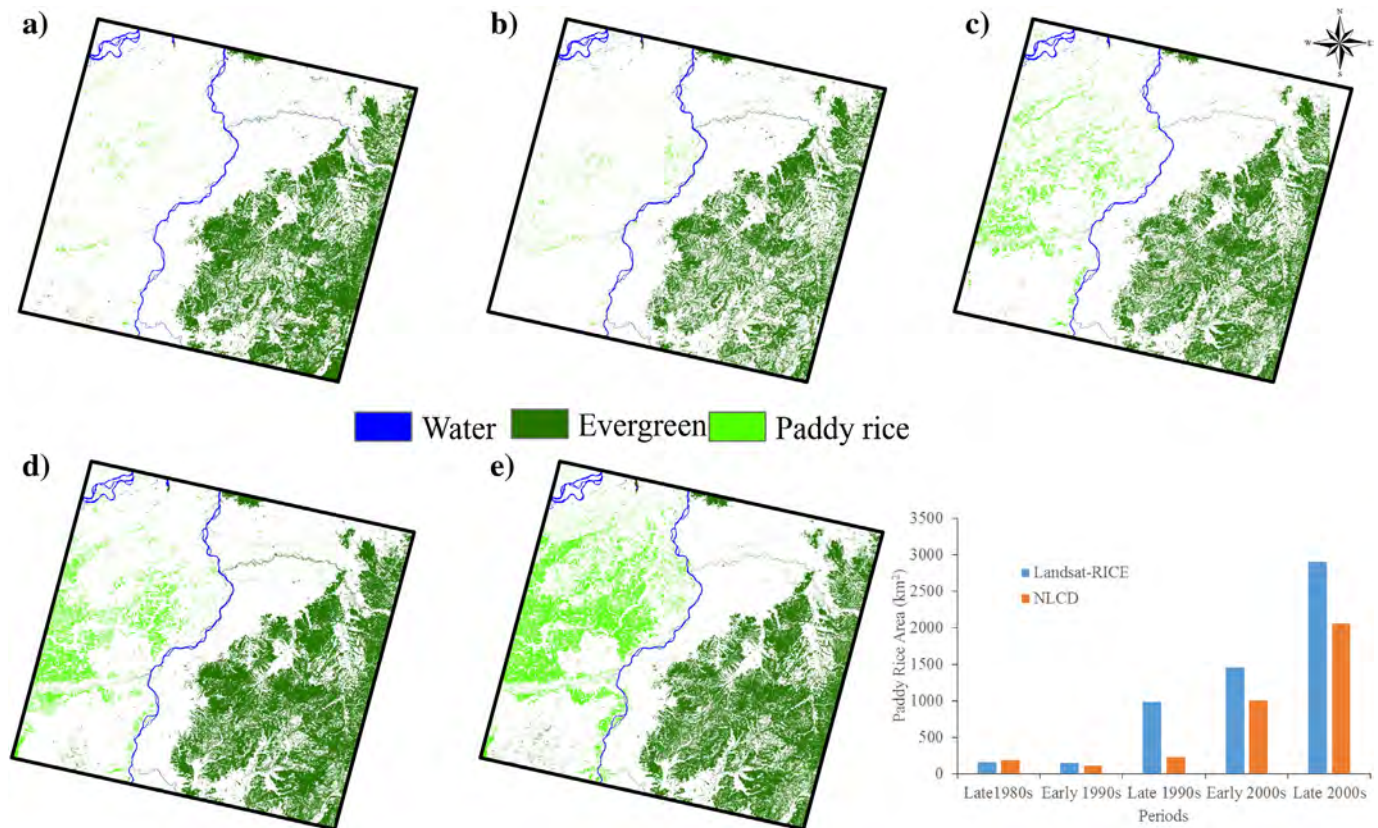 a)
b)
c)
N
W
E
S
Water
Evergreen
Paddy rice
d)
e)
3500
3000
2500
2000
1500
1000
500
0
Paddy Rice Area (km²)
Landsat-RICE
NLCD
Late1980s Early 1990s Late 1990s Early 2000s Late 2000s
Periods